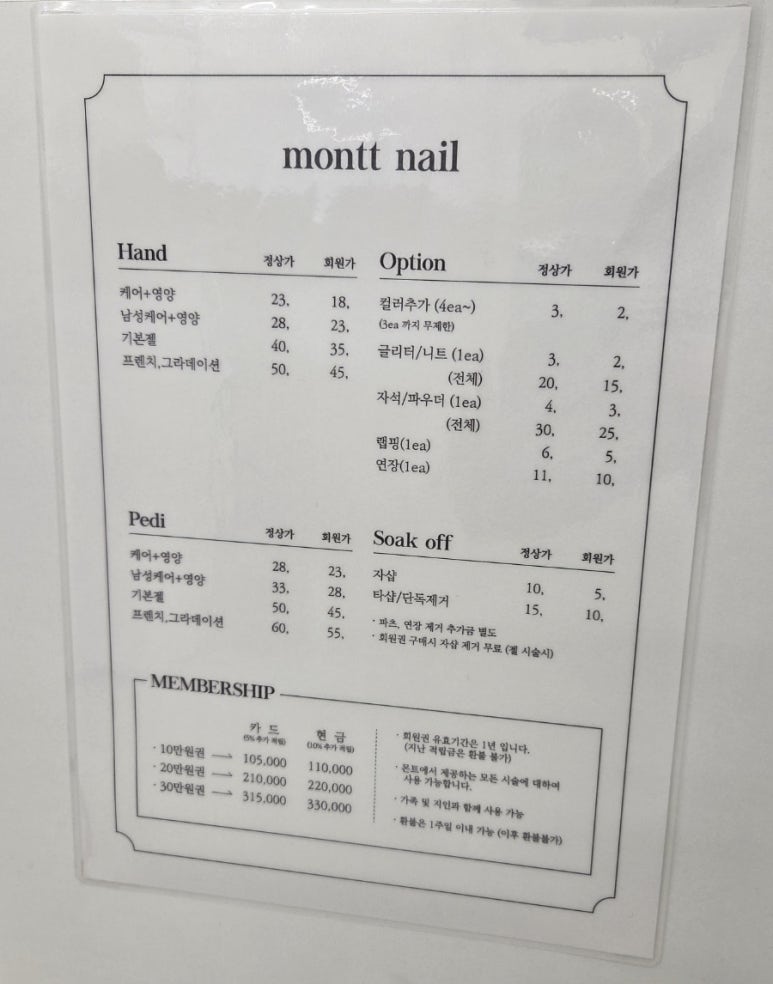 montt nail
Hand 정상가 회원가
케어+영양 23, 18,
남성케어+영양 28, 23,
기본젤 40, 35,
프렌치,그라데이션 50, 45,
Option 정상가 회원가
컬러추가 (4ea~) 3, 2,
(3ea 까지 무제한)
글리터/니트 (1ea) 3, 2,
(전체) 20, 15,
자석/파우더 (1ea) 4, 3,
(전체) 30, 25,
랩핑(1ea) 6, 5,
연장(1ea) 11, 10,
Pedi 정상가 회원가
케어+영양 28, 23,
남성케어+영양 33, 28,
기본젤 50, 45,
프렌치,그라데이션 60, 55,
Soak off 정상가 회원가
자샵 10, 5,
타샵/단독제거 15, 10,
· 파츠, 연장 제거 추가금 별도
· 회원권 구매시 자샵 제거 무료 (젤 시술시)
MEMBERSHIP
카드 현금
(5% 추가 적립) (10% 추가 적립)
· 10만원권 → 105,000 110,000
· 20만원권 → 210,000 220,000
· 30만원권 → 315,000 330,000
· 회원권 유효기간은 1년 입니다.
(지난 적립금은 환불 불가)
· 몬트에서 제공하는 모든 시술에 대하여
사용 가능합니다.
· 가족 및 지인과 함께 사용 가능
· 환불은 1주일 이내 가능 (이후 환불불가)